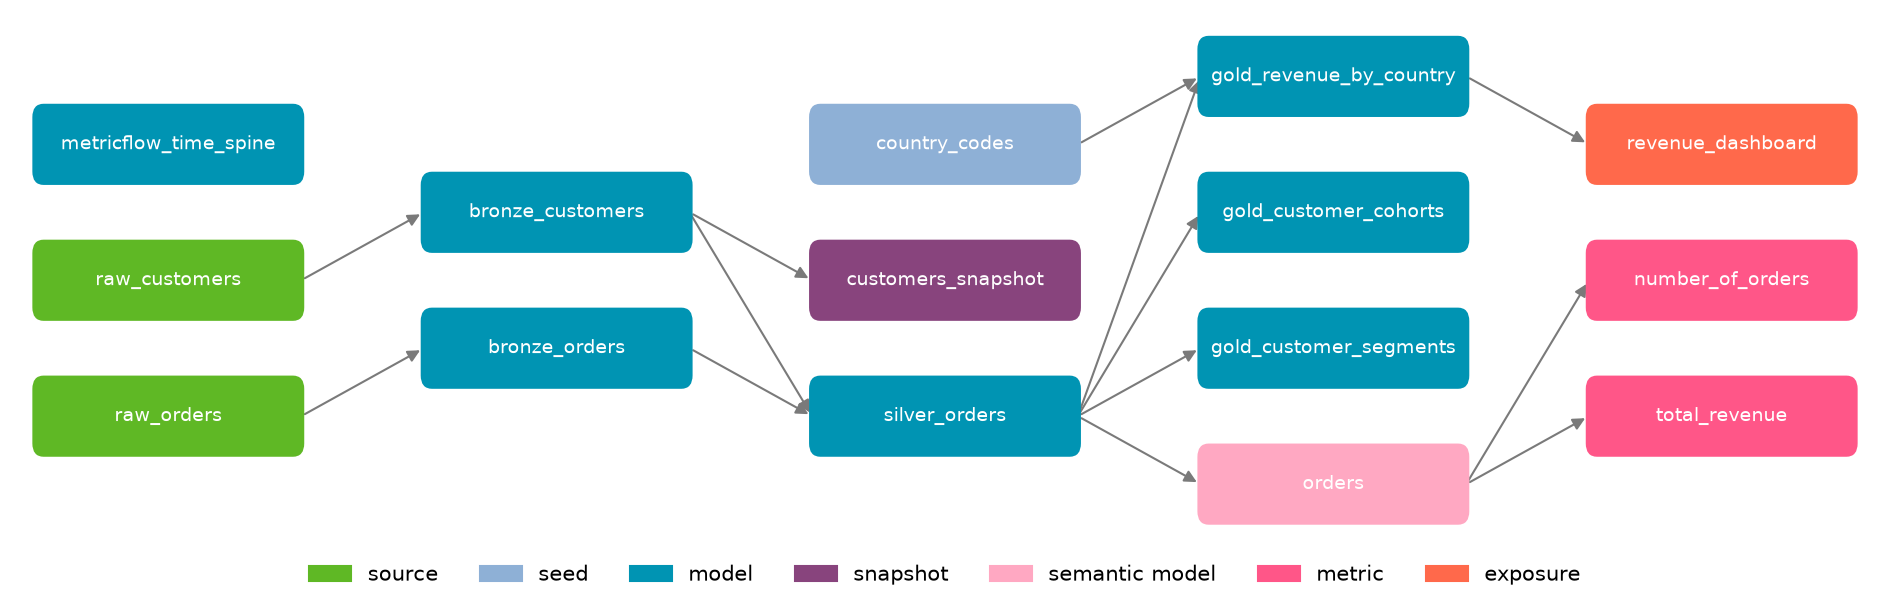 metricflow_time_spine
raw_customers
raw_orders
bronze_customers
bronze_orders
country_codes
customers_snapshot
silver_orders
gold_revenue_by_country
gold_customer_cohorts
gold_customer_segments
orders
revenue_dashboard
number_of_orders
total_revenue
source seed model snapshot semantic model metric exposure